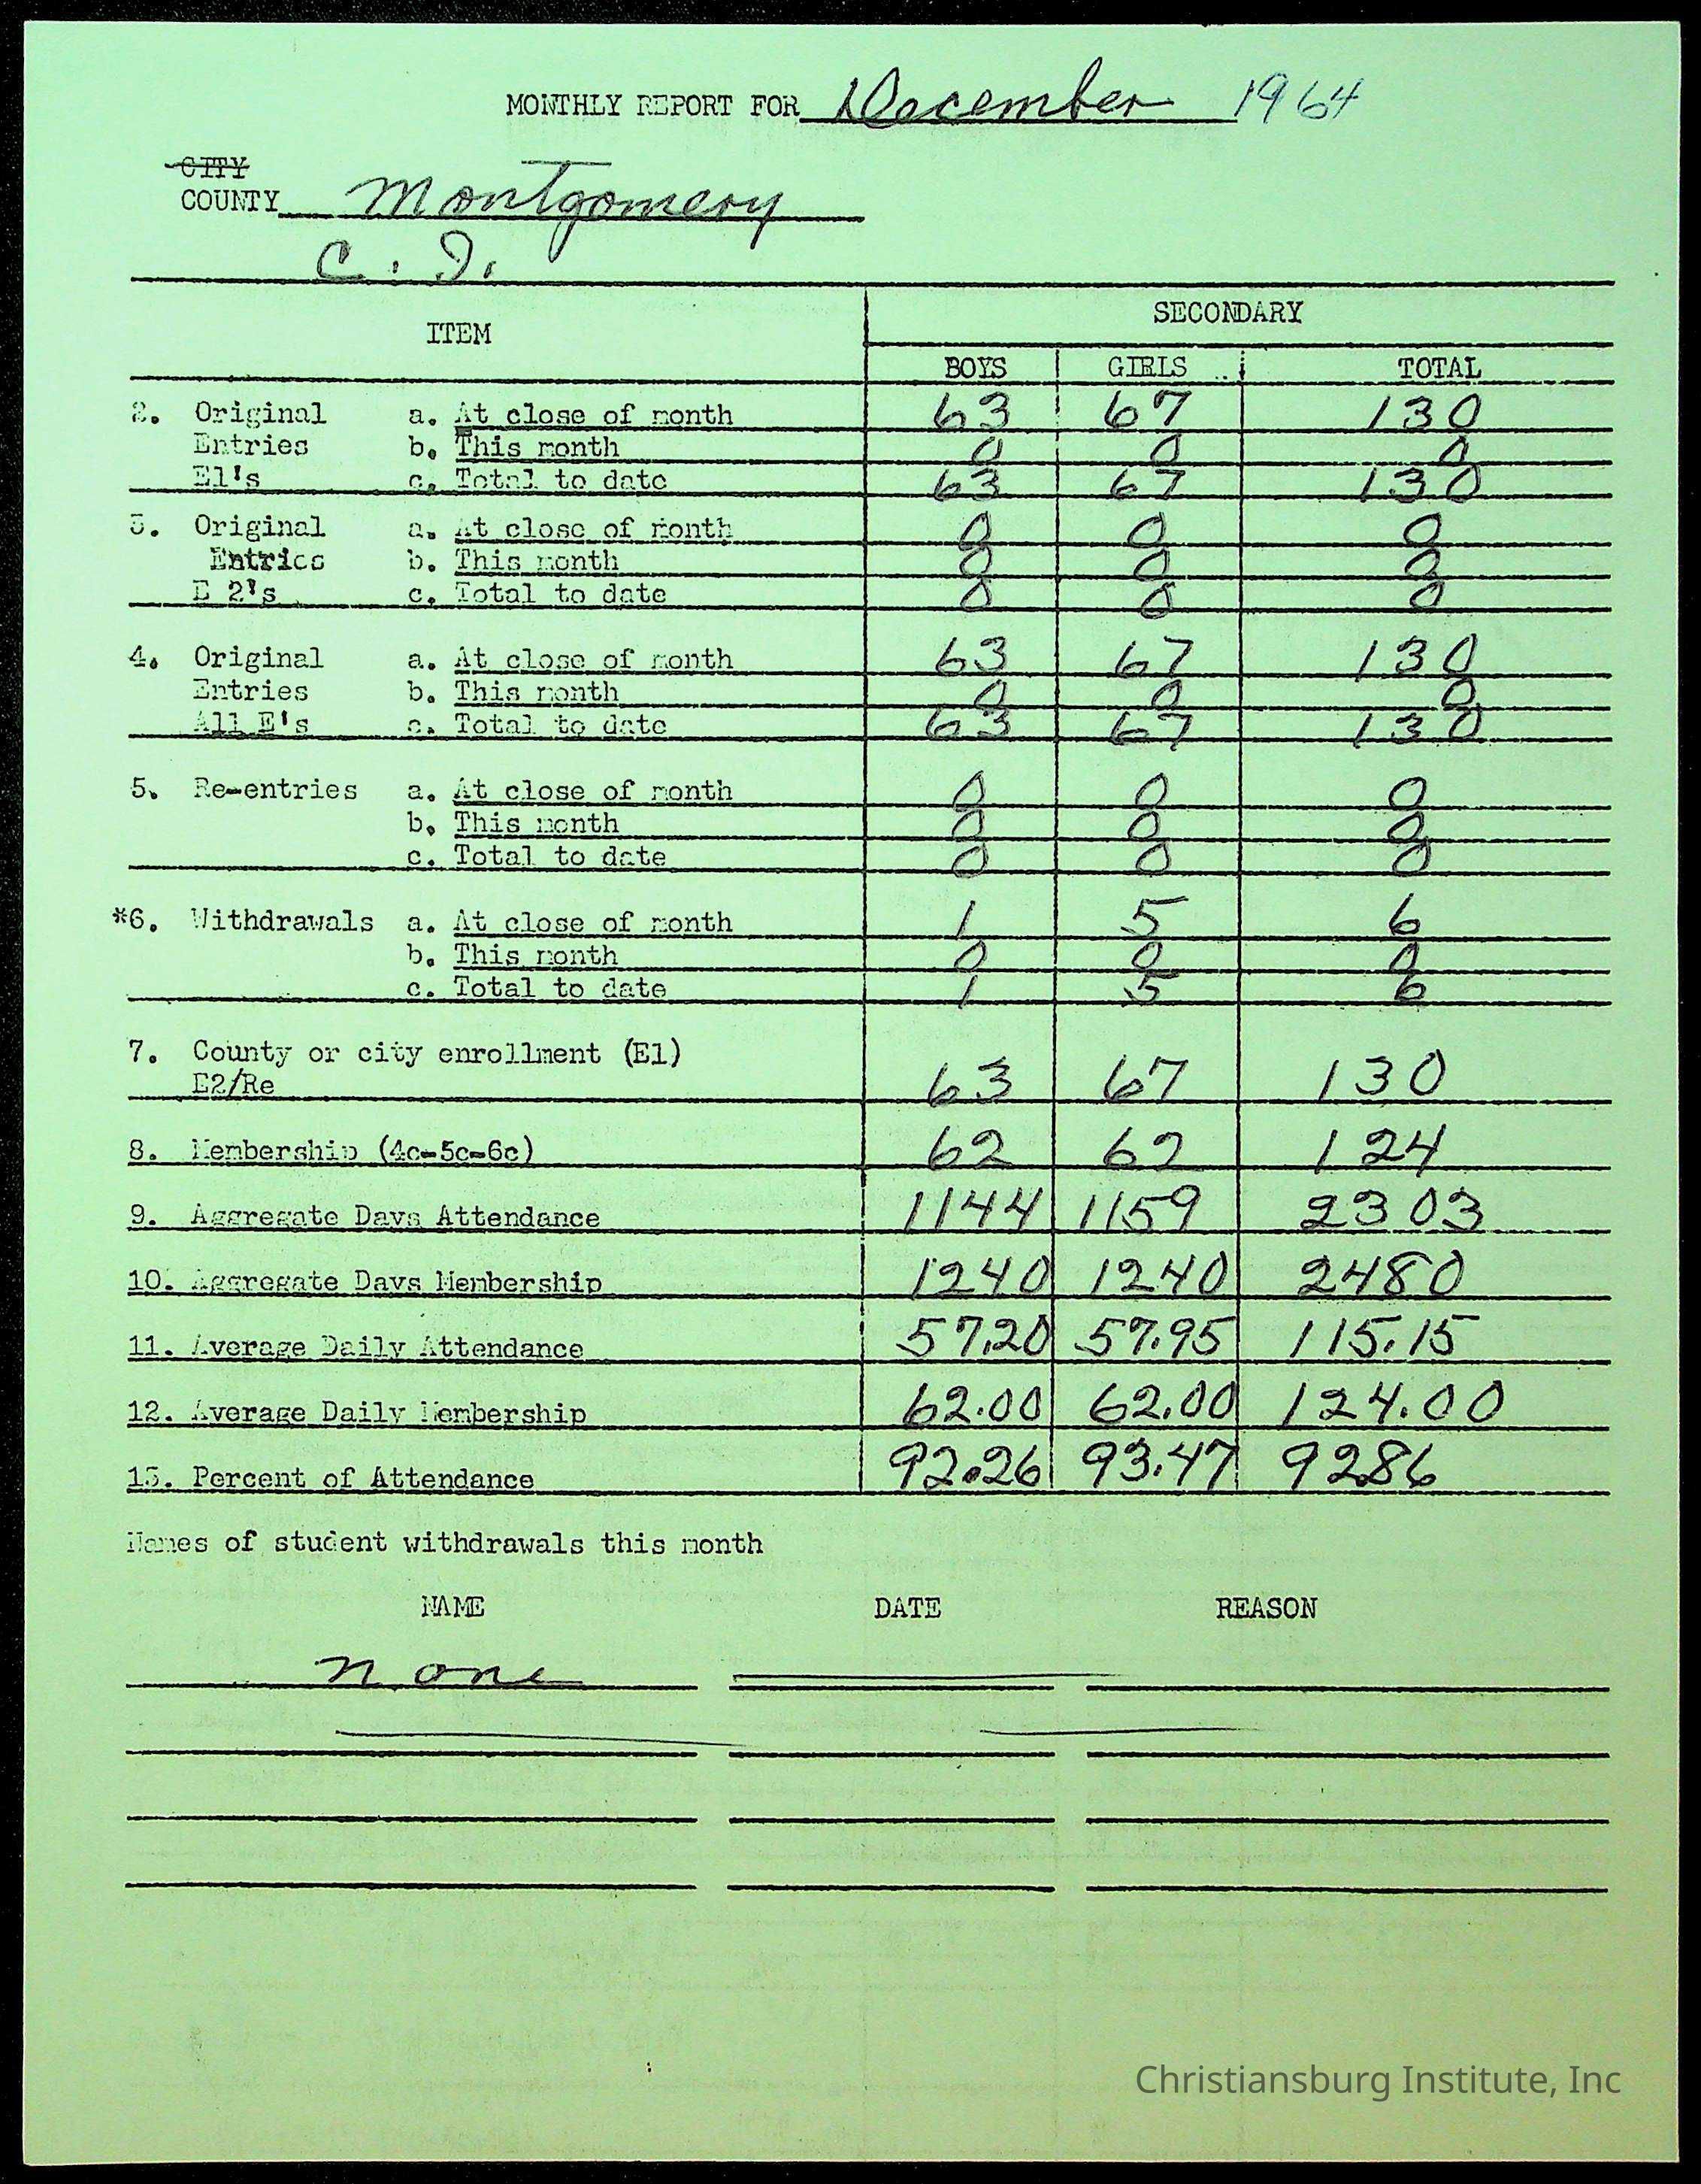 MONTHLY REPORT FOR December 1964
CITY
COUNTY Montgomery
C. I.
ITEM SECONDARY
BOYS GIRLS TOTAL
2. Original a. At close of month 63 67 130
Entries b. This month 0 0 0
El's c. Total to date 63 67 130
3. Original a. At close of month 0 0 0
Entries b. This month 0 0 0
E 2's c. Total to date 0 0 0
4. Original a. At close of month 63 67 130
Entries b. This month 0 0 0
All E's c. Total to date 63 67 130
5. Re-entries a. At close of month 0 0 0
b. This month 0 0 0
c. Total to date 0 0 0
*6. Withdrawals a. At close of month 1 5 6
b. This month 0 0 0
c. Total to date 1 5 6
7. County or city enrollment (El)
E2/Re 63 67 130
8. Membership (4c-5c-6c) 62 62 124
9. Aggregate Days Attendance 1144 1159 2303
10. Aggregate Days Membership 1240 1240 2480
11. Average Daily Attendance 57.20 57.95 115.15
12. Average Daily Membership 62.00 62.00 124.00
13. Percent of Attendance 92.26 93.47 9286
Names of student withdrawals this month
NAME DATE REASON
none
Christiansburg Institute, Inc